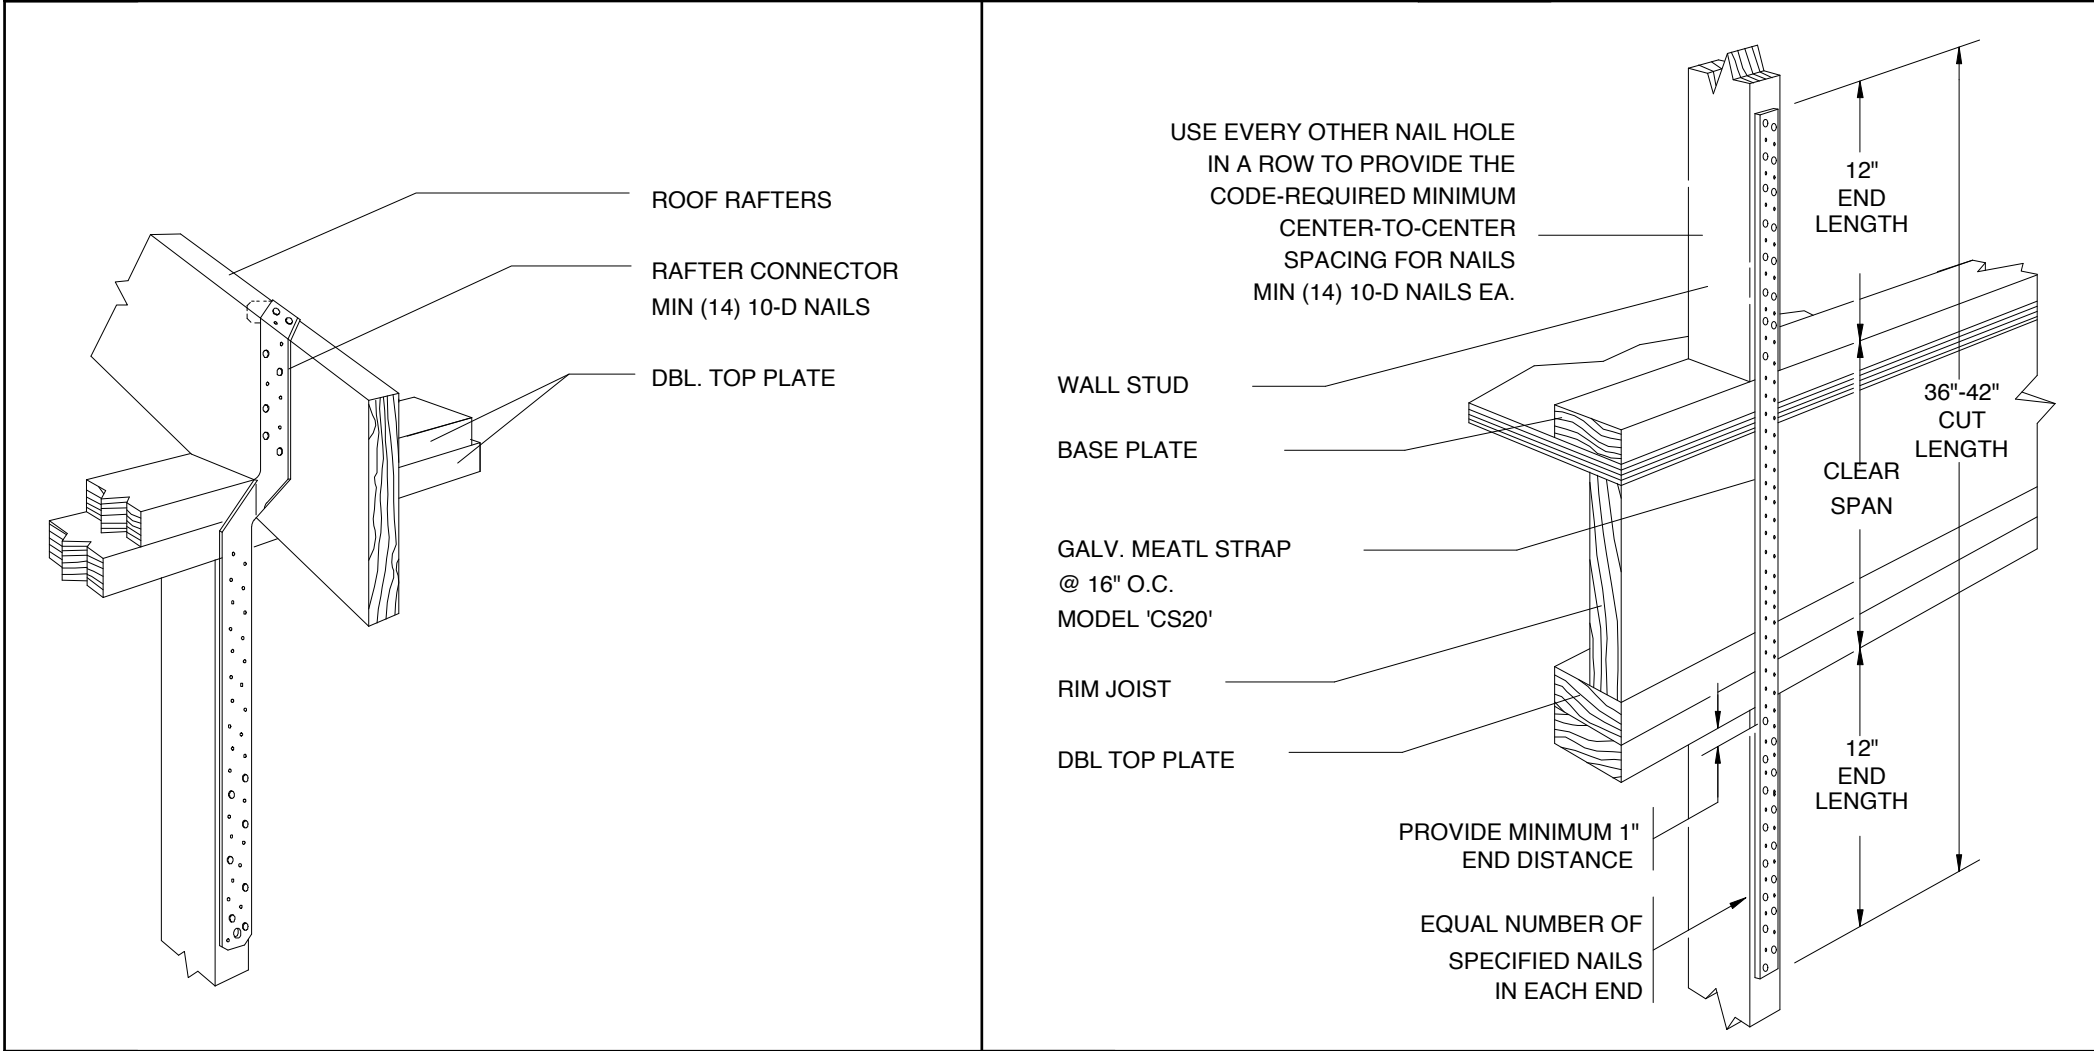 ROOF RAFTERS
RAFTER CONNECTOR
MIN (14) 10-D NAILS
DBL. TOP PLATE
USE EVERY OTHER NAIL HOLE
IN A ROW TO PROVIDE THE
CODE-REQUIRED MINIMUM
CENTER-TO-CENTER
SPACING FOR NAILS
MIN (14) 10-D NAILS EA.
WALL STUD
BASE PLATE
GALV. MEATL STRAP
@ 16" O.C.
MODEL 'CS20'
RIM JOIST
DBL TOP PLATE
PROVIDE MINIMUM 1"
END DISTANCE
EQUAL NUMBER OF
SPECIFIED NAILS
IN EACH END
12"
END
LENGTH
36"-42"
CUT
LENGTH
CLEAR
SPAN
12"
END
LENGTH